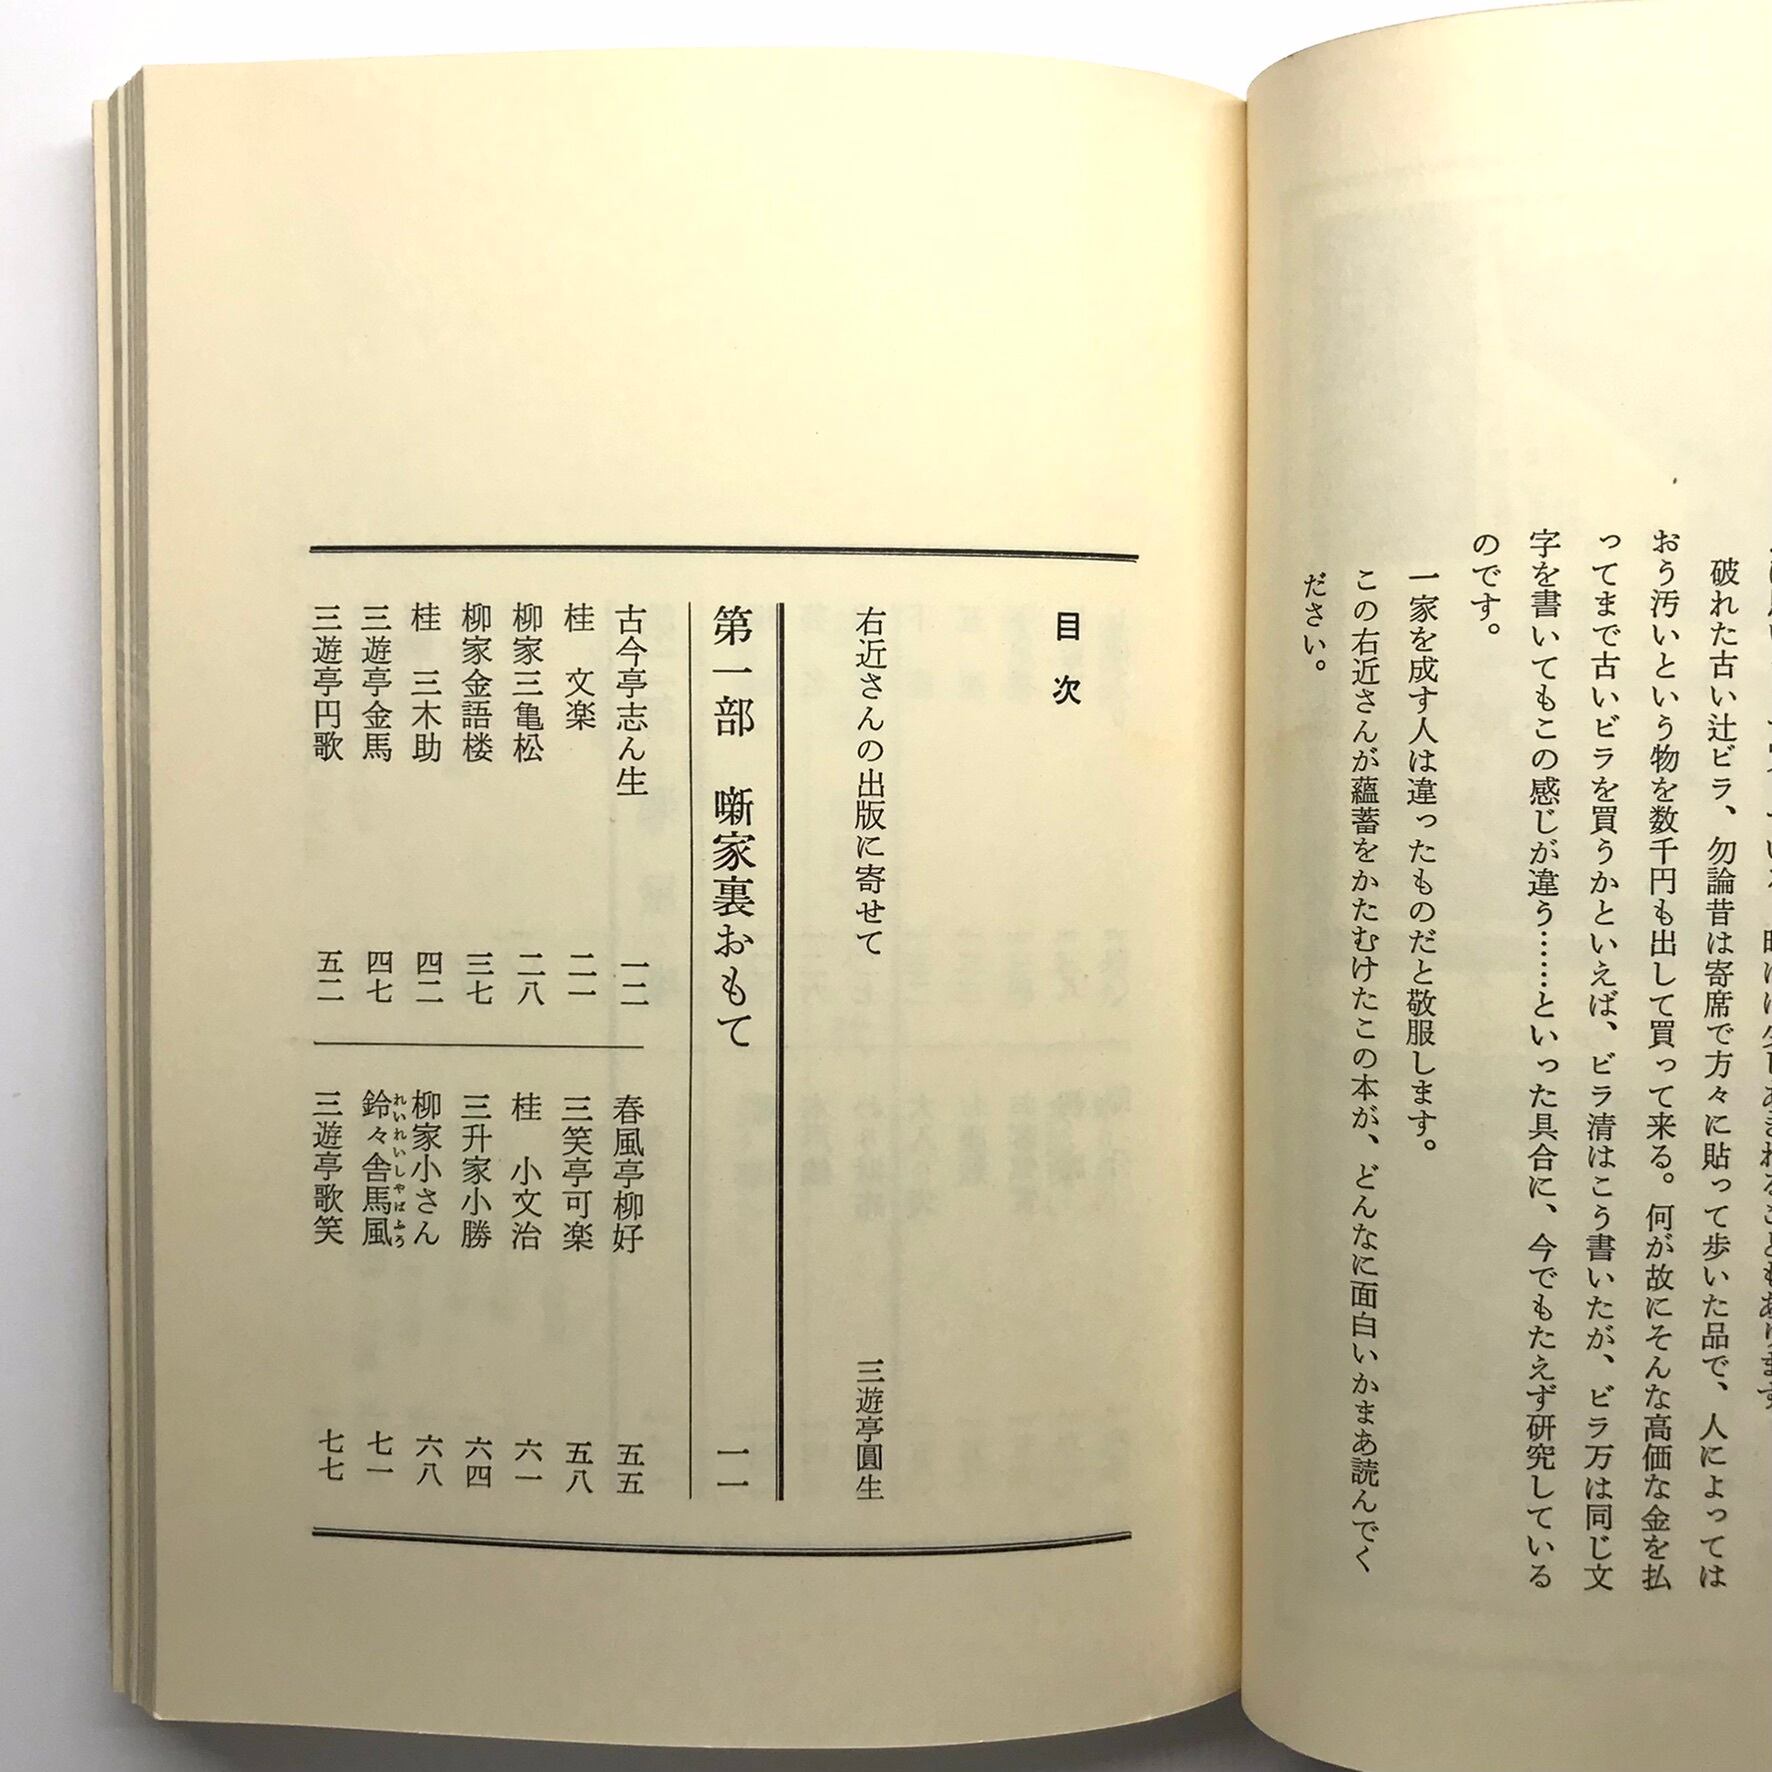 破れた古い辻ビラ、勿論昔は寄席で方々に貼って歩いた品で、人によっては
おう汚いという物を数千円も出して買って来る。何が故にそんな高価な金を払
ってまで古いビラを買うかといえば、ビラ清はこう書いたが、ビラ万は同じ文
字を書いてもこの感じが違う……といった具合に、今でもたえず研究している
のです。
一家を成す人は違ったものだと敬服します。
この右近さんが蘊蓄をかたむけたこの本が、どんなに面白いかまあ読んでく
ださい。
目次
右近さんの出版に寄せて 三遊亭圓生
第一部 噺家裏おもて 一一
古今亭志ん生 一二
桂 文楽 二一
柳家三亀松 二八
柳家金語楼 三七
桂 三木助 四二
三遊亭金馬 四七
三遊亭円歌 五二
春風亭柳好 五五
三笑亭可楽 五八
桂 小文治 六一
三升家小勝 六四
柳家小さん 六八
鈴々舎馬風 七一
れいれいしやばふう
三遊亭歌笑 七七